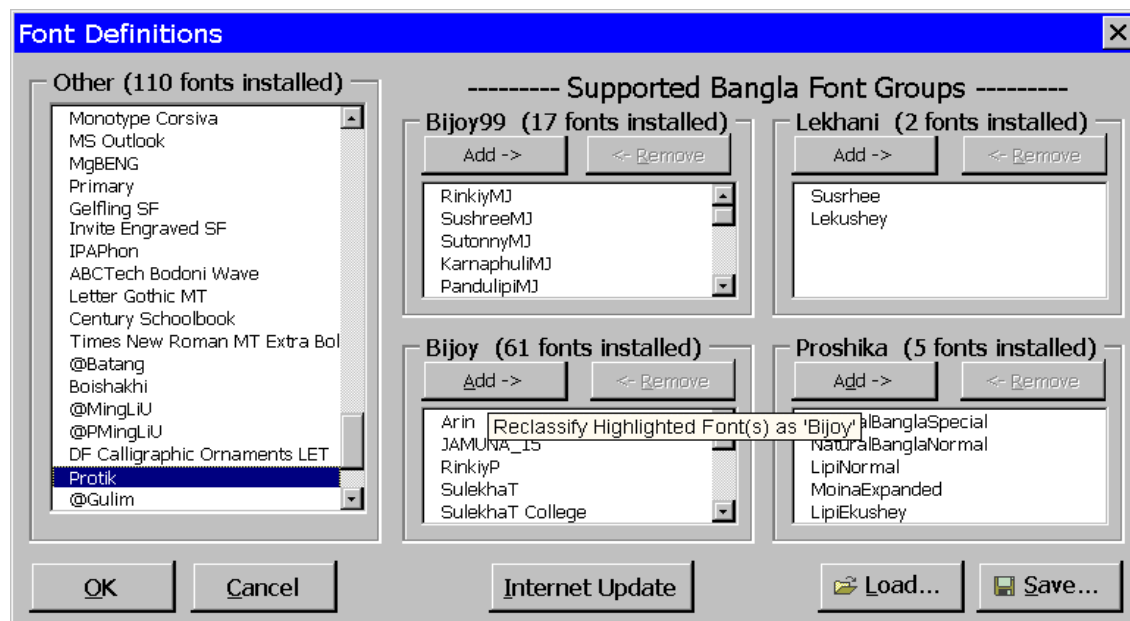 Font Definitions
Other (110 fonts installed)
Monotype Corsiva
MS Outlook
MgBENG
Primary
Gelfling SF
Invite Engraved SF
IPAPhon
ABCTech Bodoni Wave
Letter Gothic MT
Century Schoolbook
Times New Roman MT Extra Bol
@Batang
Boishakhi
@MingLiU
@PMingLiU
DF Calligraphic Ornaments LET
Protik
@Gulim
--------- Supported Bangla Font Groups ---------
Bijoy99 (17 fonts installed)
Add -> <- Remove
RinkiyMJ
SushreeMJ
SutonnyMJ
KarnaphuliMJ
PandulipiMJ
Lekhani (2 fonts installed)
Add -> <- Remove
Susrhee
Lekushey
Bijoy (61 fonts installed)
Add -> <- Remove
Arin
Reclassify Highlighted Font(s) as 'Bijoy'
JAMUNA_15
RinkiyP
SulekhaT
SulekhaT College
Proshika (5 fonts installed)
Add -> <- Remove
alBanglaSpecial
NaturalBanglaNormal
LipiNormal
MoinaExpanded
LipiEkushey
OK Cancel Internet Update Load... Save...